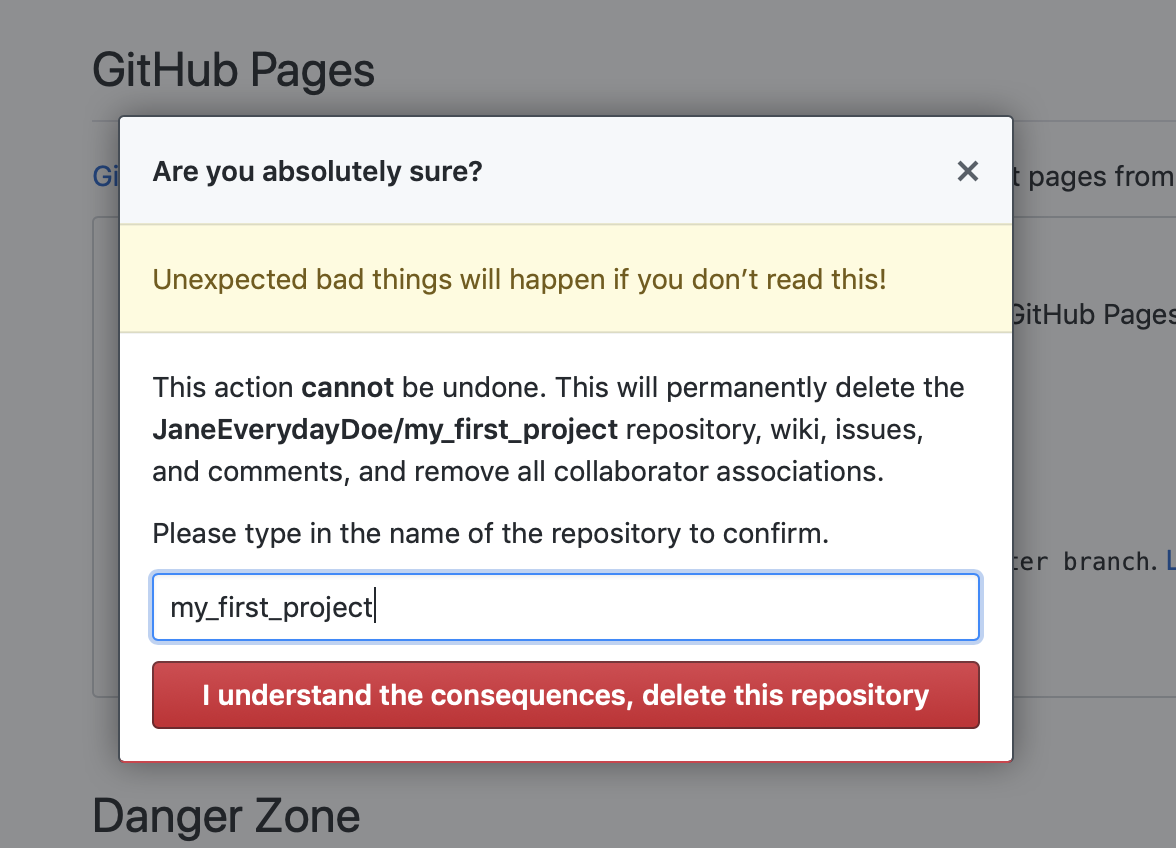 GitHub Pages
Are you absolutely sure?
Gi
t pages from
Unexpected bad things will happen if you don’t read this!
GitHub Pages
This action cannot be undone. This will permanently delete the
JaneEverydayDoe/my_first_project repository, wiki, issues,
and comments, and remove all collaborator associations.
Please type in the name of the repository to confirm.
ter branch. L
my_first_project
I understand the consequences, delete this repository
Danger Zone